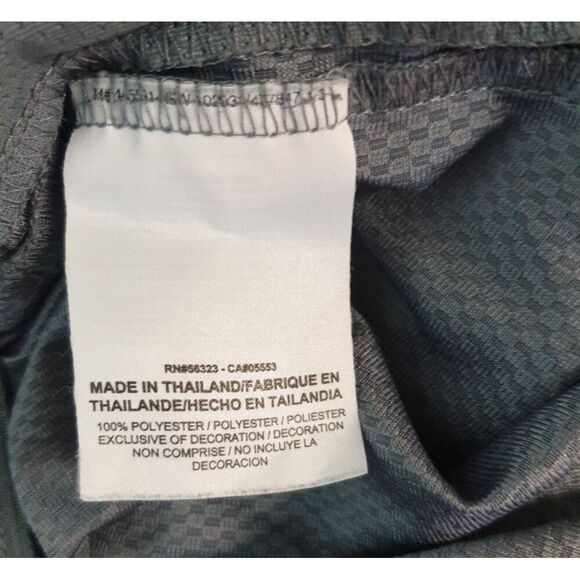 RN#56323 - CA#05553
MADE IN THAILAND/FABRIQUE EN
THAILANDE/HECHO EN TAILANDIA
100% POLYESTER / POLYESTER / POLIESTER
EXCLUSIVE OF DECORATION / DECORATION
NON COMPRISE / NO INCLUYE LA
DECORACION